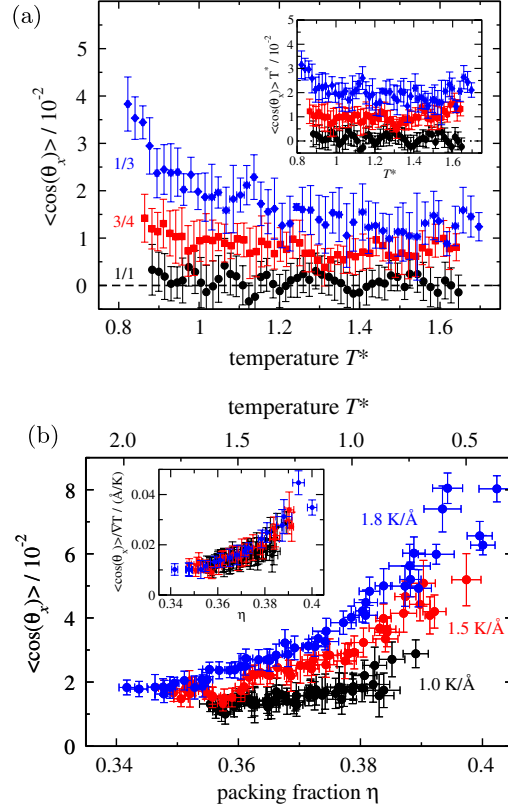 (a)
5
4
3
2
1
0
<cos(θx)> / 10⁻²
1/3
3/4
1/1
0.8 1 1.2 1.4 1.6
temperature T*
5
4
3
2
1
0
<cos(θx)> T* / 10⁻²
0.8 1 1.2 1.4 1.6
T*
temperature T*
(b)
2 1.5 1 0.5
8
6
4
2
0
<cos(θx)> / 10⁻²
1.8 K/Å
1.5 K/Å
1.0 K/Å
0.04
0.02
0
<cos(θx)>/∇T / (Å/K)
0.34 0.36 0.38 0.4
η
0.34 0.36 0.38 0.4
packing fraction η